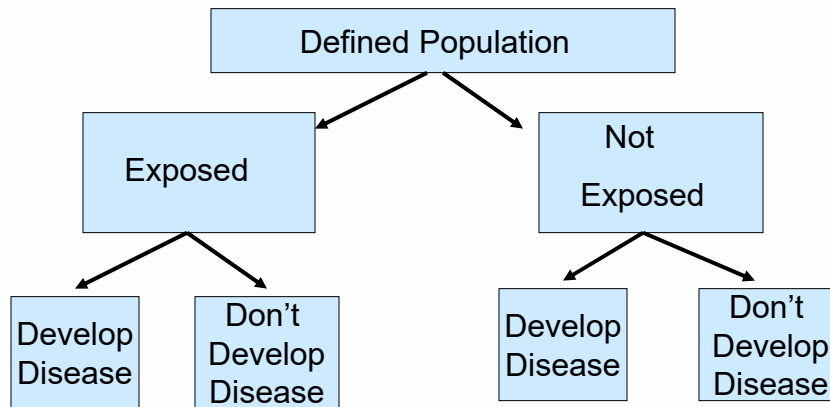 Defined Population
Exposed
Not
Exposed
Develop
Disease
Don't
Develop
Disease
Develop
Disease
Don't
Develop
Disease